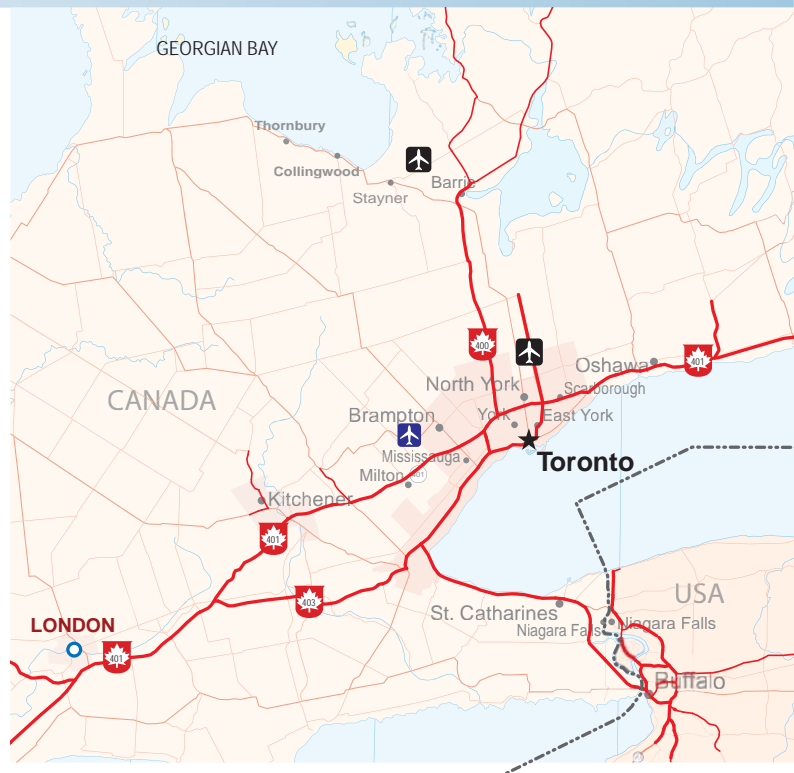 GEORGIAN BAY
Thornbury
Collingwood
Stayner
Barrie
400
Oshawa
401
North York
Scarborough
CANADA
Brampton
York
East York
Mississauga
Toronto
Milton
401
Kitchener
401
403
USA
St. Catharines
Niagara Falls
Niagara Falls
LONDON
401
Buffalo